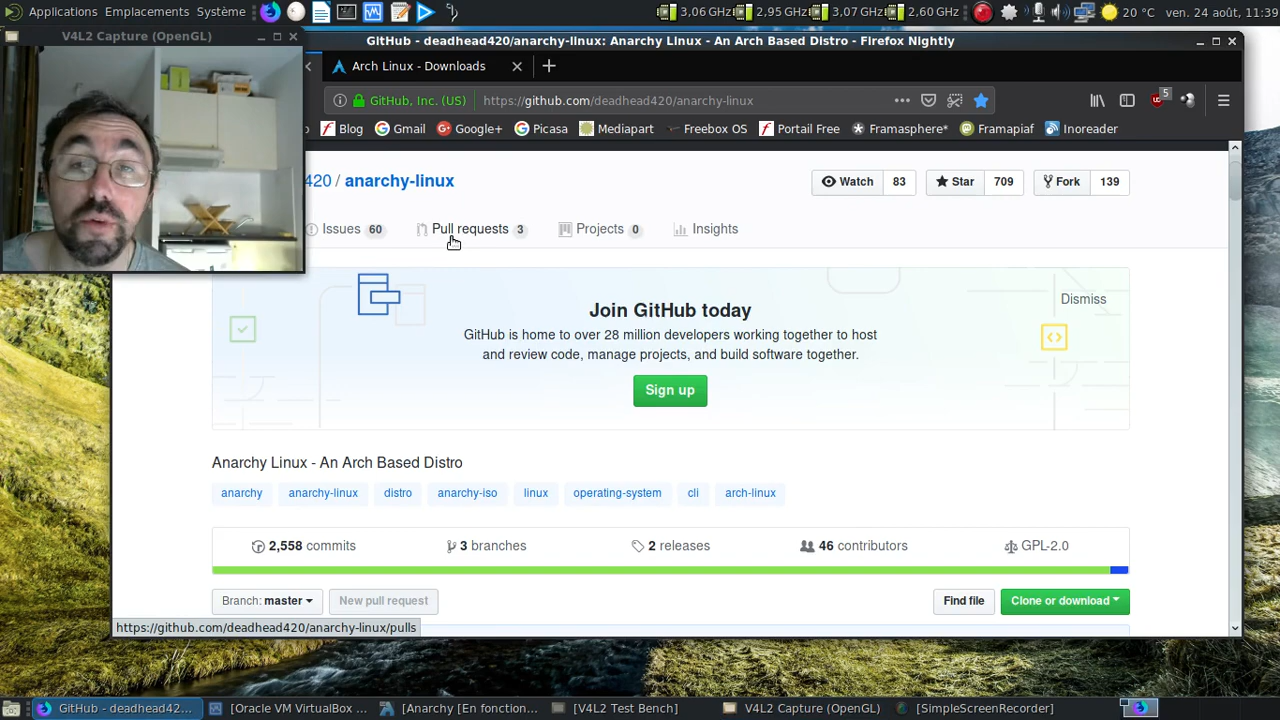 Applications Emplacements Système 3,06 GHz 2,95 GHz 3,07 GHz 2,60 GHz 20 °C ven. 24 août, 11:39
V4L2 Capture (OpenGL)
GitHub - deadhead420/anarchy-linux: Anarchy Linux - An Arch Based Distro - Firefox Nightly
Arch Linux - Downloads
GitHub, Inc. (US) https://github.com/deadhead420/anarchy-linux 5
Blog Gmail Google+ Picasa Mediapart Freebox OS Portail Free Framasphère* Framapiaf Inoreader
420 / anarchy-linux Watch 83 Star 709 Fork 139
Issues 60 Pull requests 3 Projects 0 Insights
Join GitHub today
Dismiss
GitHub is home to over 28 million developers working together to host
and review code, manage projects, and build software together.
Sign up
Anarchy Linux - An Arch Based Distro
anarchy anarchy-linux distro anarchy-iso linux operating-system cli arch-linux
2,558 commits 3 branches 2 releases 46 contributors GPL-2.0
Branch: master New pull request Find file Clone or download
https://github.com/deadhead420/anarchy-linux/pulls
GitHub - deadhead42... [Oracle VM VirtualBox ... [Anarchy [En fonction... [V4L2 Test Bench] V4L2 Capture (OpenGL) [SimpleScreenRecorder]